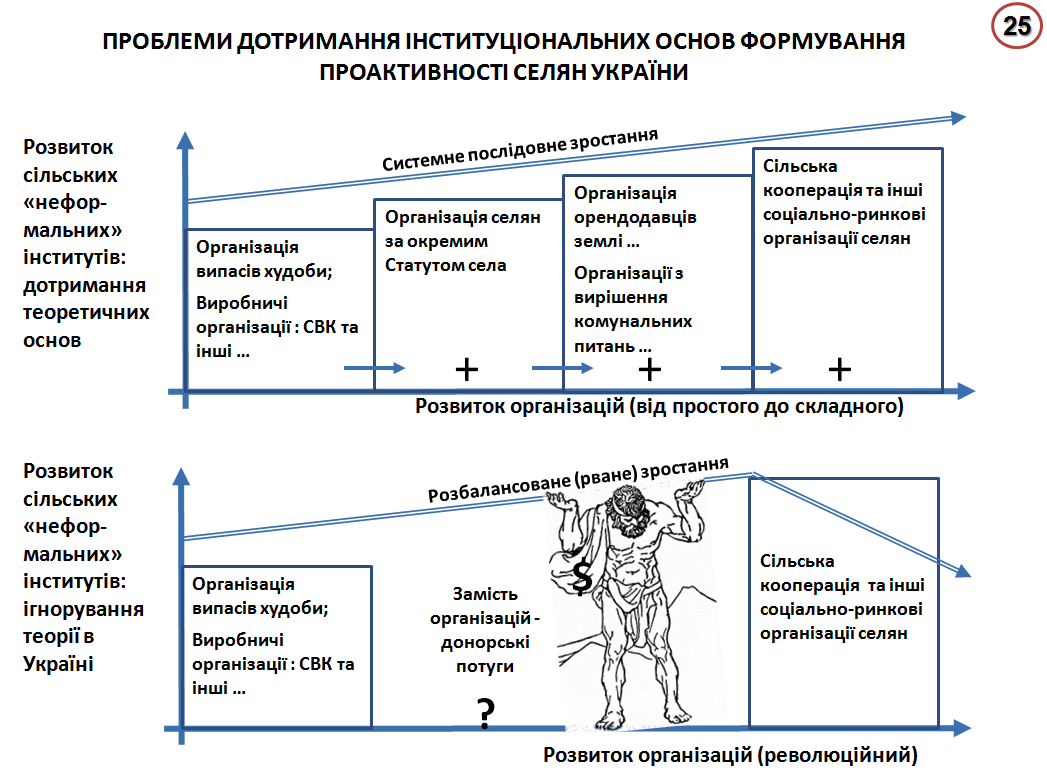 25
ПРОБЛЕМИ ДОТРИМАННЯ ІНСТИТУЦІОНАЛЬНИХ ОСНОВ ФОРМУВАННЯ
ПРОАКТИВНОСТІ СЕЛЯН УКРАЇНИ
Розвиток
сільських
«нефор-
мальних»
інститутів:
дотримання
теоретичних
основ
Системне послідовне зростання
Організація
випасів худоби;
Виробничі
організації : СВК та
інші ...
Організація селян
за окремим
Статутом села
+
Організація
орендодавців
землі ...
Організації з
вирішення
комунальних
питань ...
+
Сільська
кооперація та інші
соціально-ринкові
організації селян
+
Розвиток організацій (від простого до складного)
Розвиток
сільських
«нефор-
мальних»
інститутів:
ігнорування
теорії в
Україні
Розбалансоване (рване) зростання
Організація
випасів худоби;
Виробничі
організації : СВК та
інші ...
Замість
організацій -
донорські
потуги
?
$
Сільська
кооперація та інші
соціально-ринкові
організації селян
Розвиток організацій (революційний)